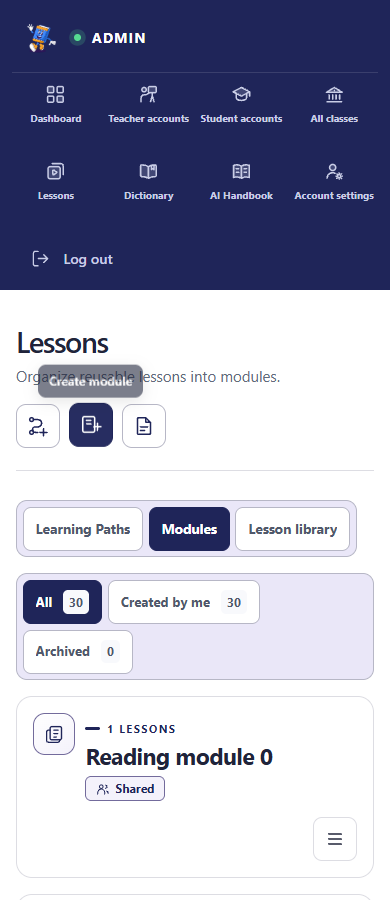 ADMIN
Dashboard
Teacher accounts
Student accounts
All classes
Lessons
Dictionary
AI Handbook
Account settings
Log out
Lessons
Organize reusable lessons into modules.
Create module
Learning Paths
Modules
Lesson library
All 30
Created by me 30
Archived 0
1 LESSONS
Reading module 0
Shared